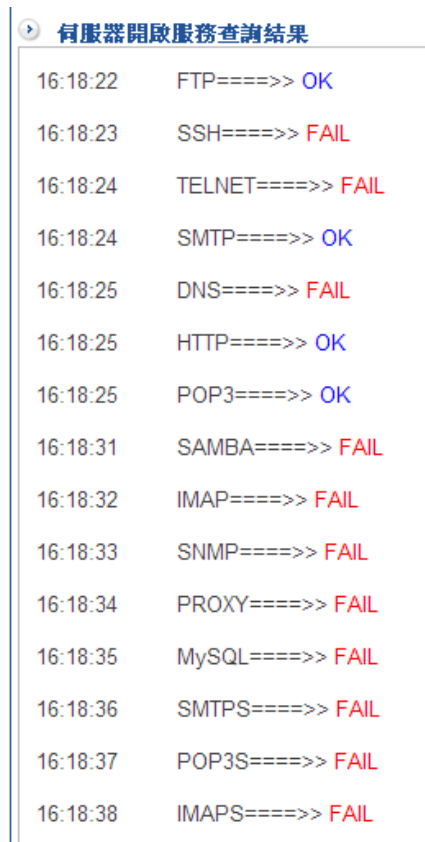 伺服器開啟服務查詢結果
16:18:22 FTP====>> OK
16:18:23 SSH====>> FAIL
16:18:24 TELNET====>> FAIL
16:18:24 SMTP====>> OK
16:18:25 DNS====>> FAIL
16:18:25 HTTP====>> OK
16:18:25 POP3====>> OK
16:18:31 SAMBA====>> FAIL
16:18:32 IMAP====>> FAIL
16:18:33 SNMP====>> FAIL
16:18:34 PROXY====>> FAIL
16:18:35 MySQL====>> FAIL
16:18:36 SMTPS====>> FAIL
16:18:37 POP3S====>> FAIL
16:18:38 IMAPS====>> FAIL